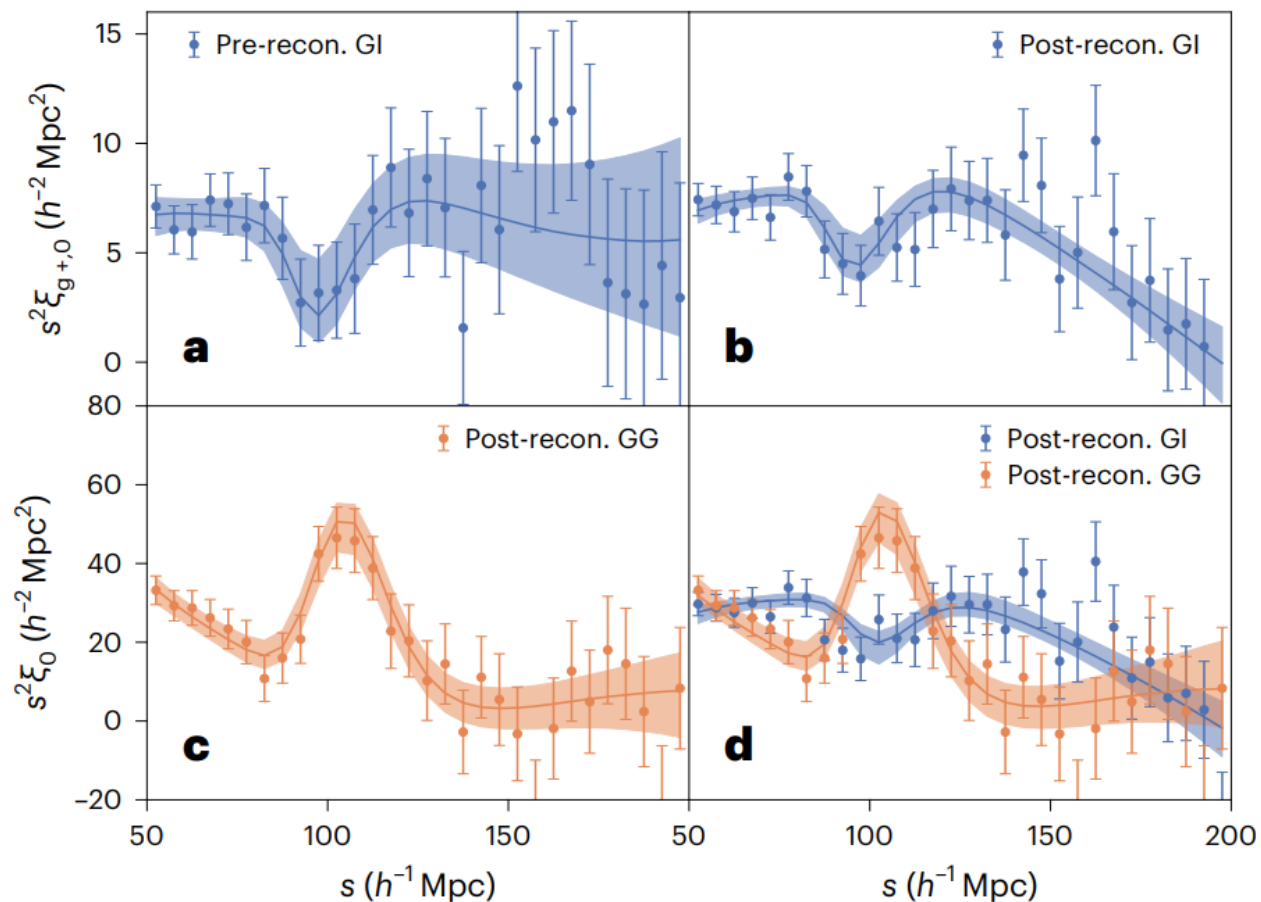 Pre-recon. GI
Post-recon. GI
s²ξg+,0 (h⁻² Mpc²)
15
10
5
0
a
b
Post-recon. GG
Post-recon. GI
Post-recon. GG
s²ξ0 (h⁻² Mpc²)
80
60
40
20
0
−20
c
d
50
100
150
50
100
150
200
s (h⁻¹ Mpc)
s (h⁻¹ Mpc)